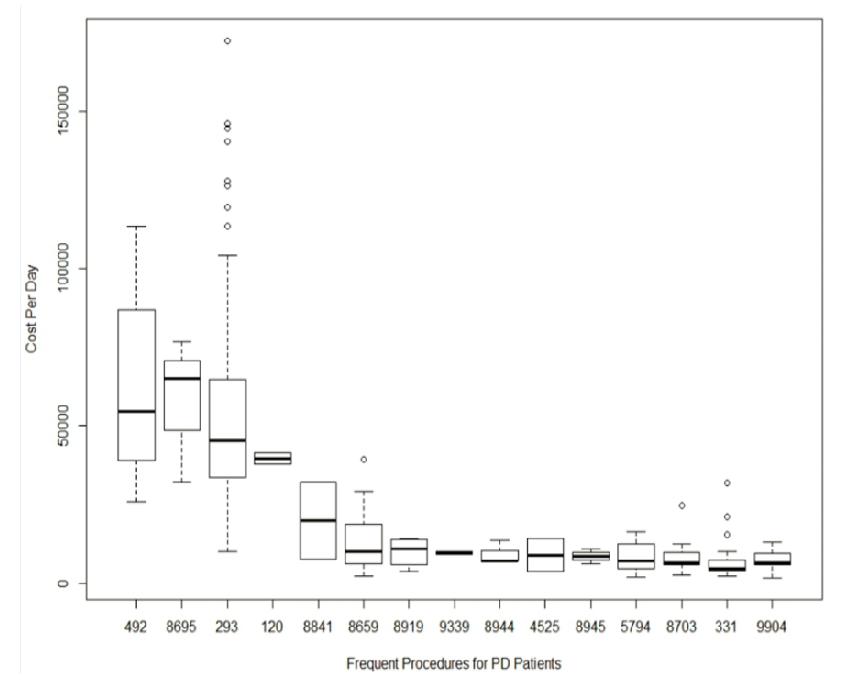 Cost Per Day
150000
100000
50000
0
492 8695 293 120 8841 8659 8919 9339 8944 4525 8945 5794 8703 331 9904
Frequent Procedures for PD Patients